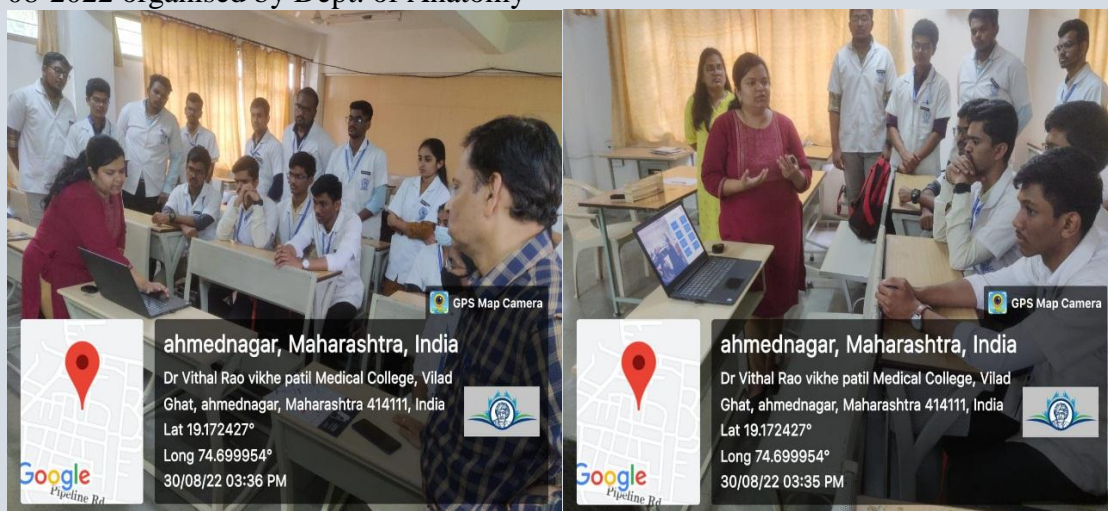 08-2022 organised by Dept. of Anatomy
GPS Map Camera
ahmednagar, Maharashtra, India
Dr Vithal Rao vikhe patil Medical College, Vilad
Ghat, ahmednagar, Maharashtra 414111, India
Lat 19.172427°
Long 74.699954°
30/08/22 03:36 PM
Google
Pipeline Rd
GPS Map Camera
ahmednagar, Maharashtra, India
Dr Vithal Rao vikhe patil Medical College, Vilad
Ghat, ahmednagar, Maharashtra 414111, India
Lat 19.172427°
Long 74.699954°
30/08/22 03:35 PM
Google
Pipeline Rd